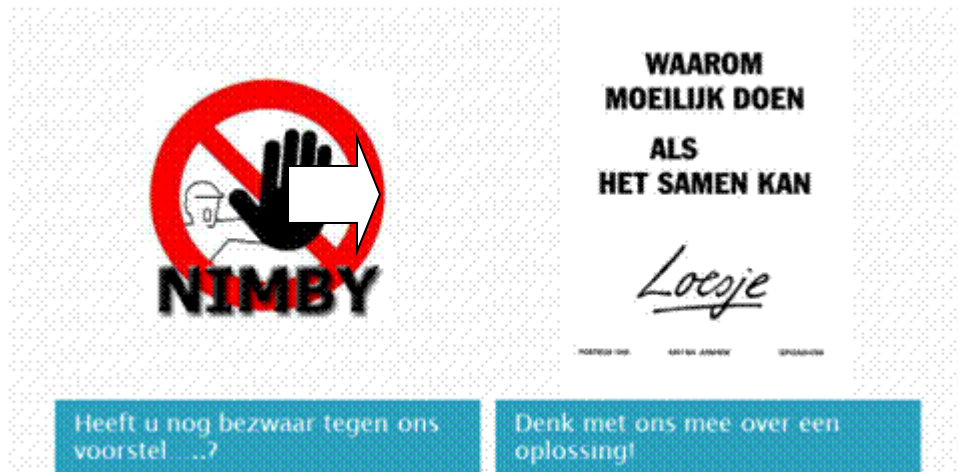 NIMBY
Heeft u nog bezwaar tegen ons
voorstel.....?
WAAROM
MOEILIJK DOEN
ALS
HET SAMEN KAN
Loesje
Denk met ons mee over een
oplossing!